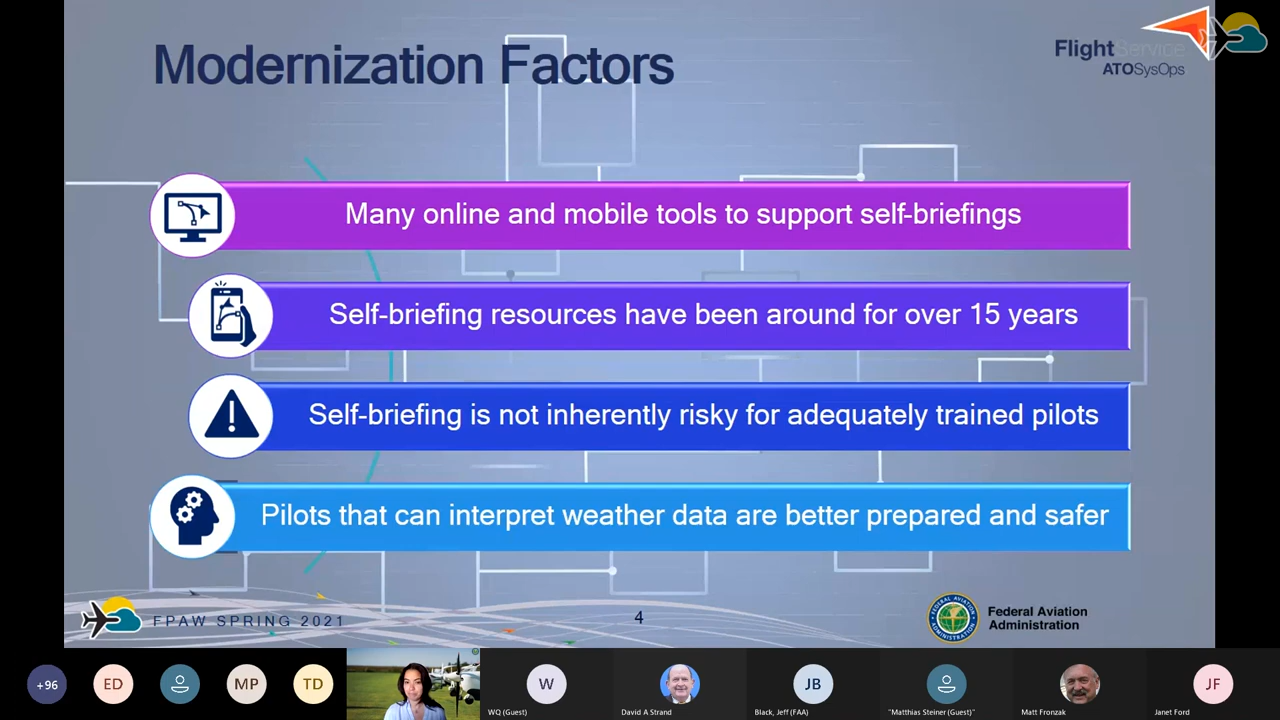 Modernization Factors
FlightService
ATOSysOps
Many online and mobile tools to support self-briefings
Self-briefing resources have been around for over 15 years
Self-briefing is not inherently risky for adequately trained pilots
Pilots that can interpret weather data are better prepared and safer
FPAW SPRING 2021
4
Federal Aviation
Administration
+96
ED
MP
TD
W
JB
JF
WQ (Guest)
David A Strand
Black, Jeff (FAA)
"Matthias Steiner (Guest)"
Matt Fronzak
Janet Ford